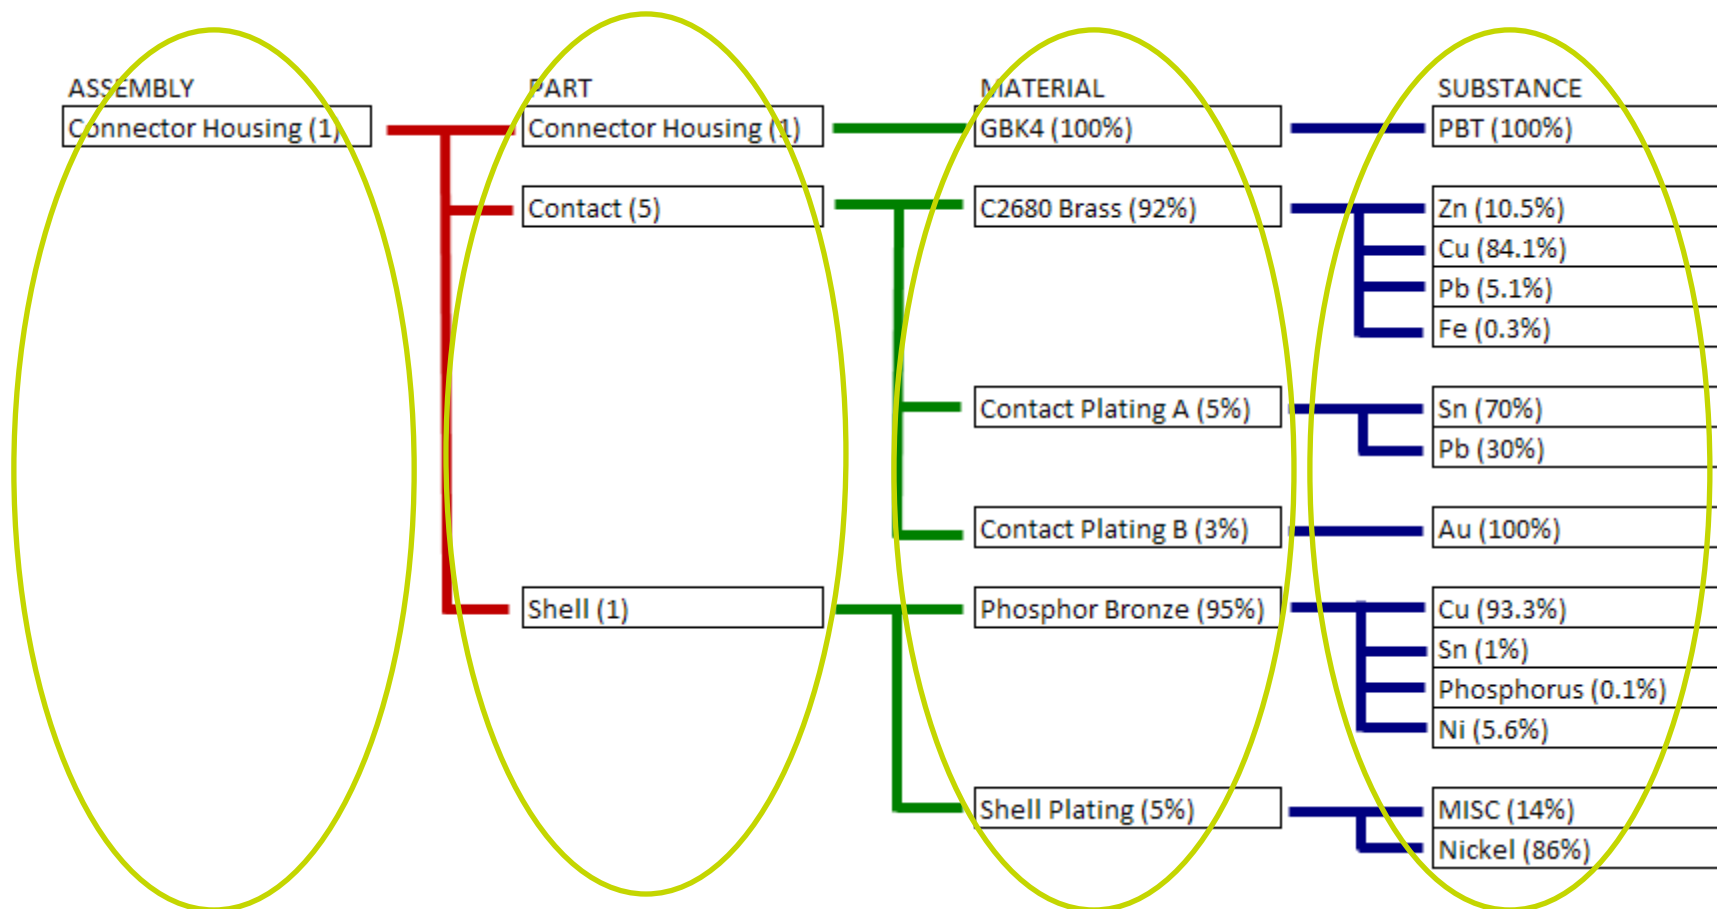 ASSEMBLY PART MATERIAL SUBSTANCE
Connector Housing (1) Connector Housing (1) GBK4 (100%) PBT (100%)
Contact (5) C2680 Brass (92%) Zn (10.5%)
Cu (84.1%)
Pb (5.1%)
Fe (0.3%)
Contact Plating A (5%) Sn (70%)
Pb (30%)
Contact Plating B (3%) Au (100%)
Shell (1) Phosphor Bronze (95%) Cu (93.3%)
Sn (1%)
Phosphorus (0.1%)
Ni (5.6%)
Shell Plating (5%) MISC (14%)
Nickel (86%)